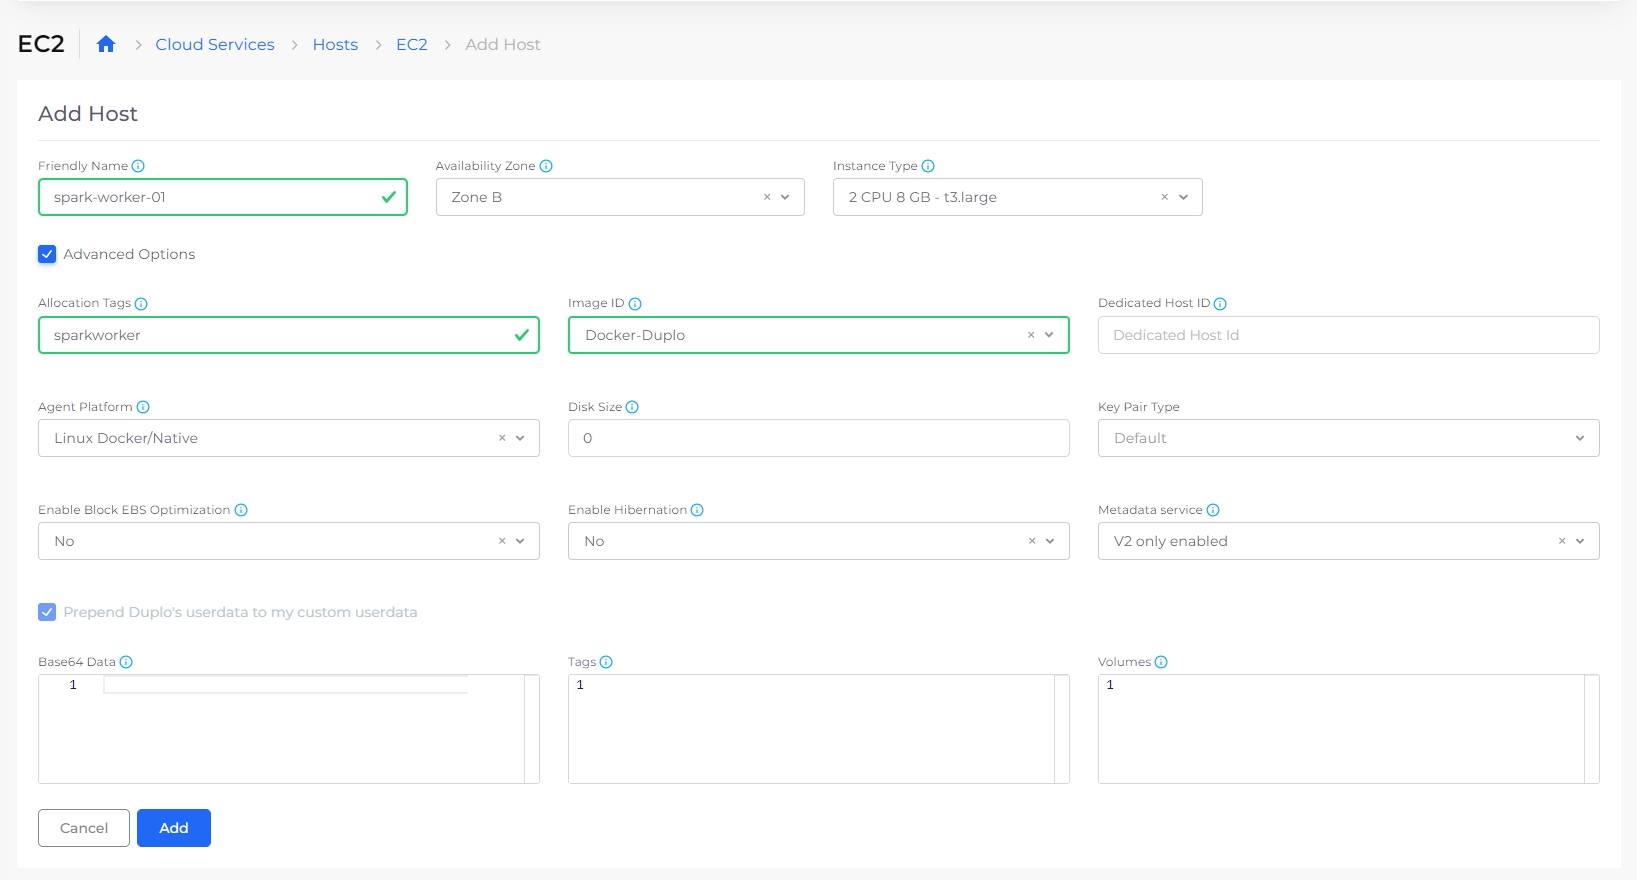 EC2 Cloud Services Hosts EC2 Add Host
Add Host
Friendly Name Availability Zone Instance Type
spark-worker-01 Zone B 2 CPU 8 GB - t3.large
Advanced Options
Allocation Tags Image ID Dedicated Host ID
sparkworker Docker-Duplo Dedicated Host Id
Agent Platform Disk Size Key Pair Type
Linux Docker/Native 0 Default
Enable Block EBS Optimization Enable Hibernation Metadata service
No No V2 only enabled
Prepend Duplo's userdata to my custom userdata
Base64 Data Tags Volumes
1 1 1
Cancel Add